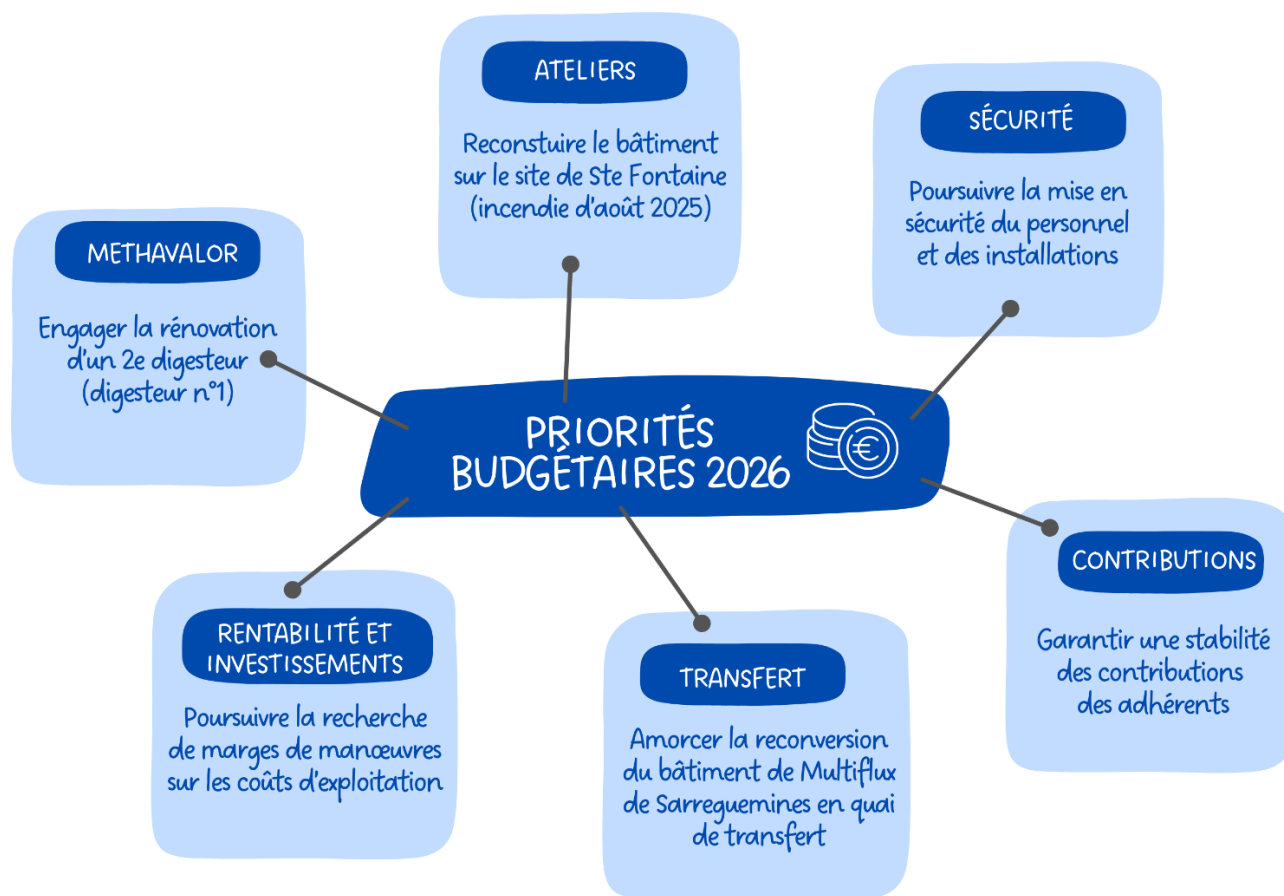 PRIORITÉS
BUDGÉTAIRES 2026
€
METHAVALOR
Engager la rénovation
d'un 2e digesteur
(digesteur n°1)
ATELIERS
Reconstuire le bâtiment
sur le site de Ste Fontaine
(incendie d'août 2025)
SÉCURITÉ
Poursuivre la mise en
sécurité du personnel
et des installations
CONTRIBUTIONS
Garantir une stabilité
des contributions
des adhérents
TRANSFERT
Amorcer la reconversion
du bâtiment de Multiflux
de Sarreguemines en quai
de transfert
RENTABILITÉ ET
INVESTISSEMENTS
Poursuivre la recherche
de marges de manœuvres
sur les coûts d'exploitation